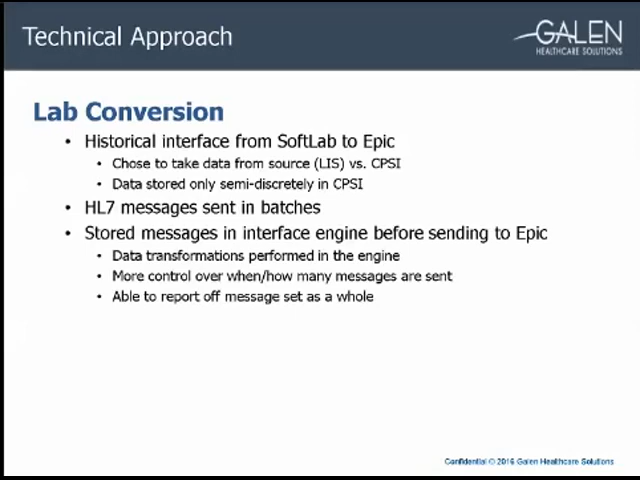 Technical Approach
GALEN
HEALTHCARE SOLUTIONS
Lab Conversion
• Historical interface from SoftLab to Epic
• Chose to take data from source (LIS) vs. CPSI
• Data stored only semi-discretely in CPSI
• HL7 messages sent in batches
• Stored messages in interface engine before sending to Epic
• Data transformations performed in the engine
• More control over when/how many messages are sent
• Able to report off message set as a whole
Confidential © 2016 Galen Healthcare Solutions